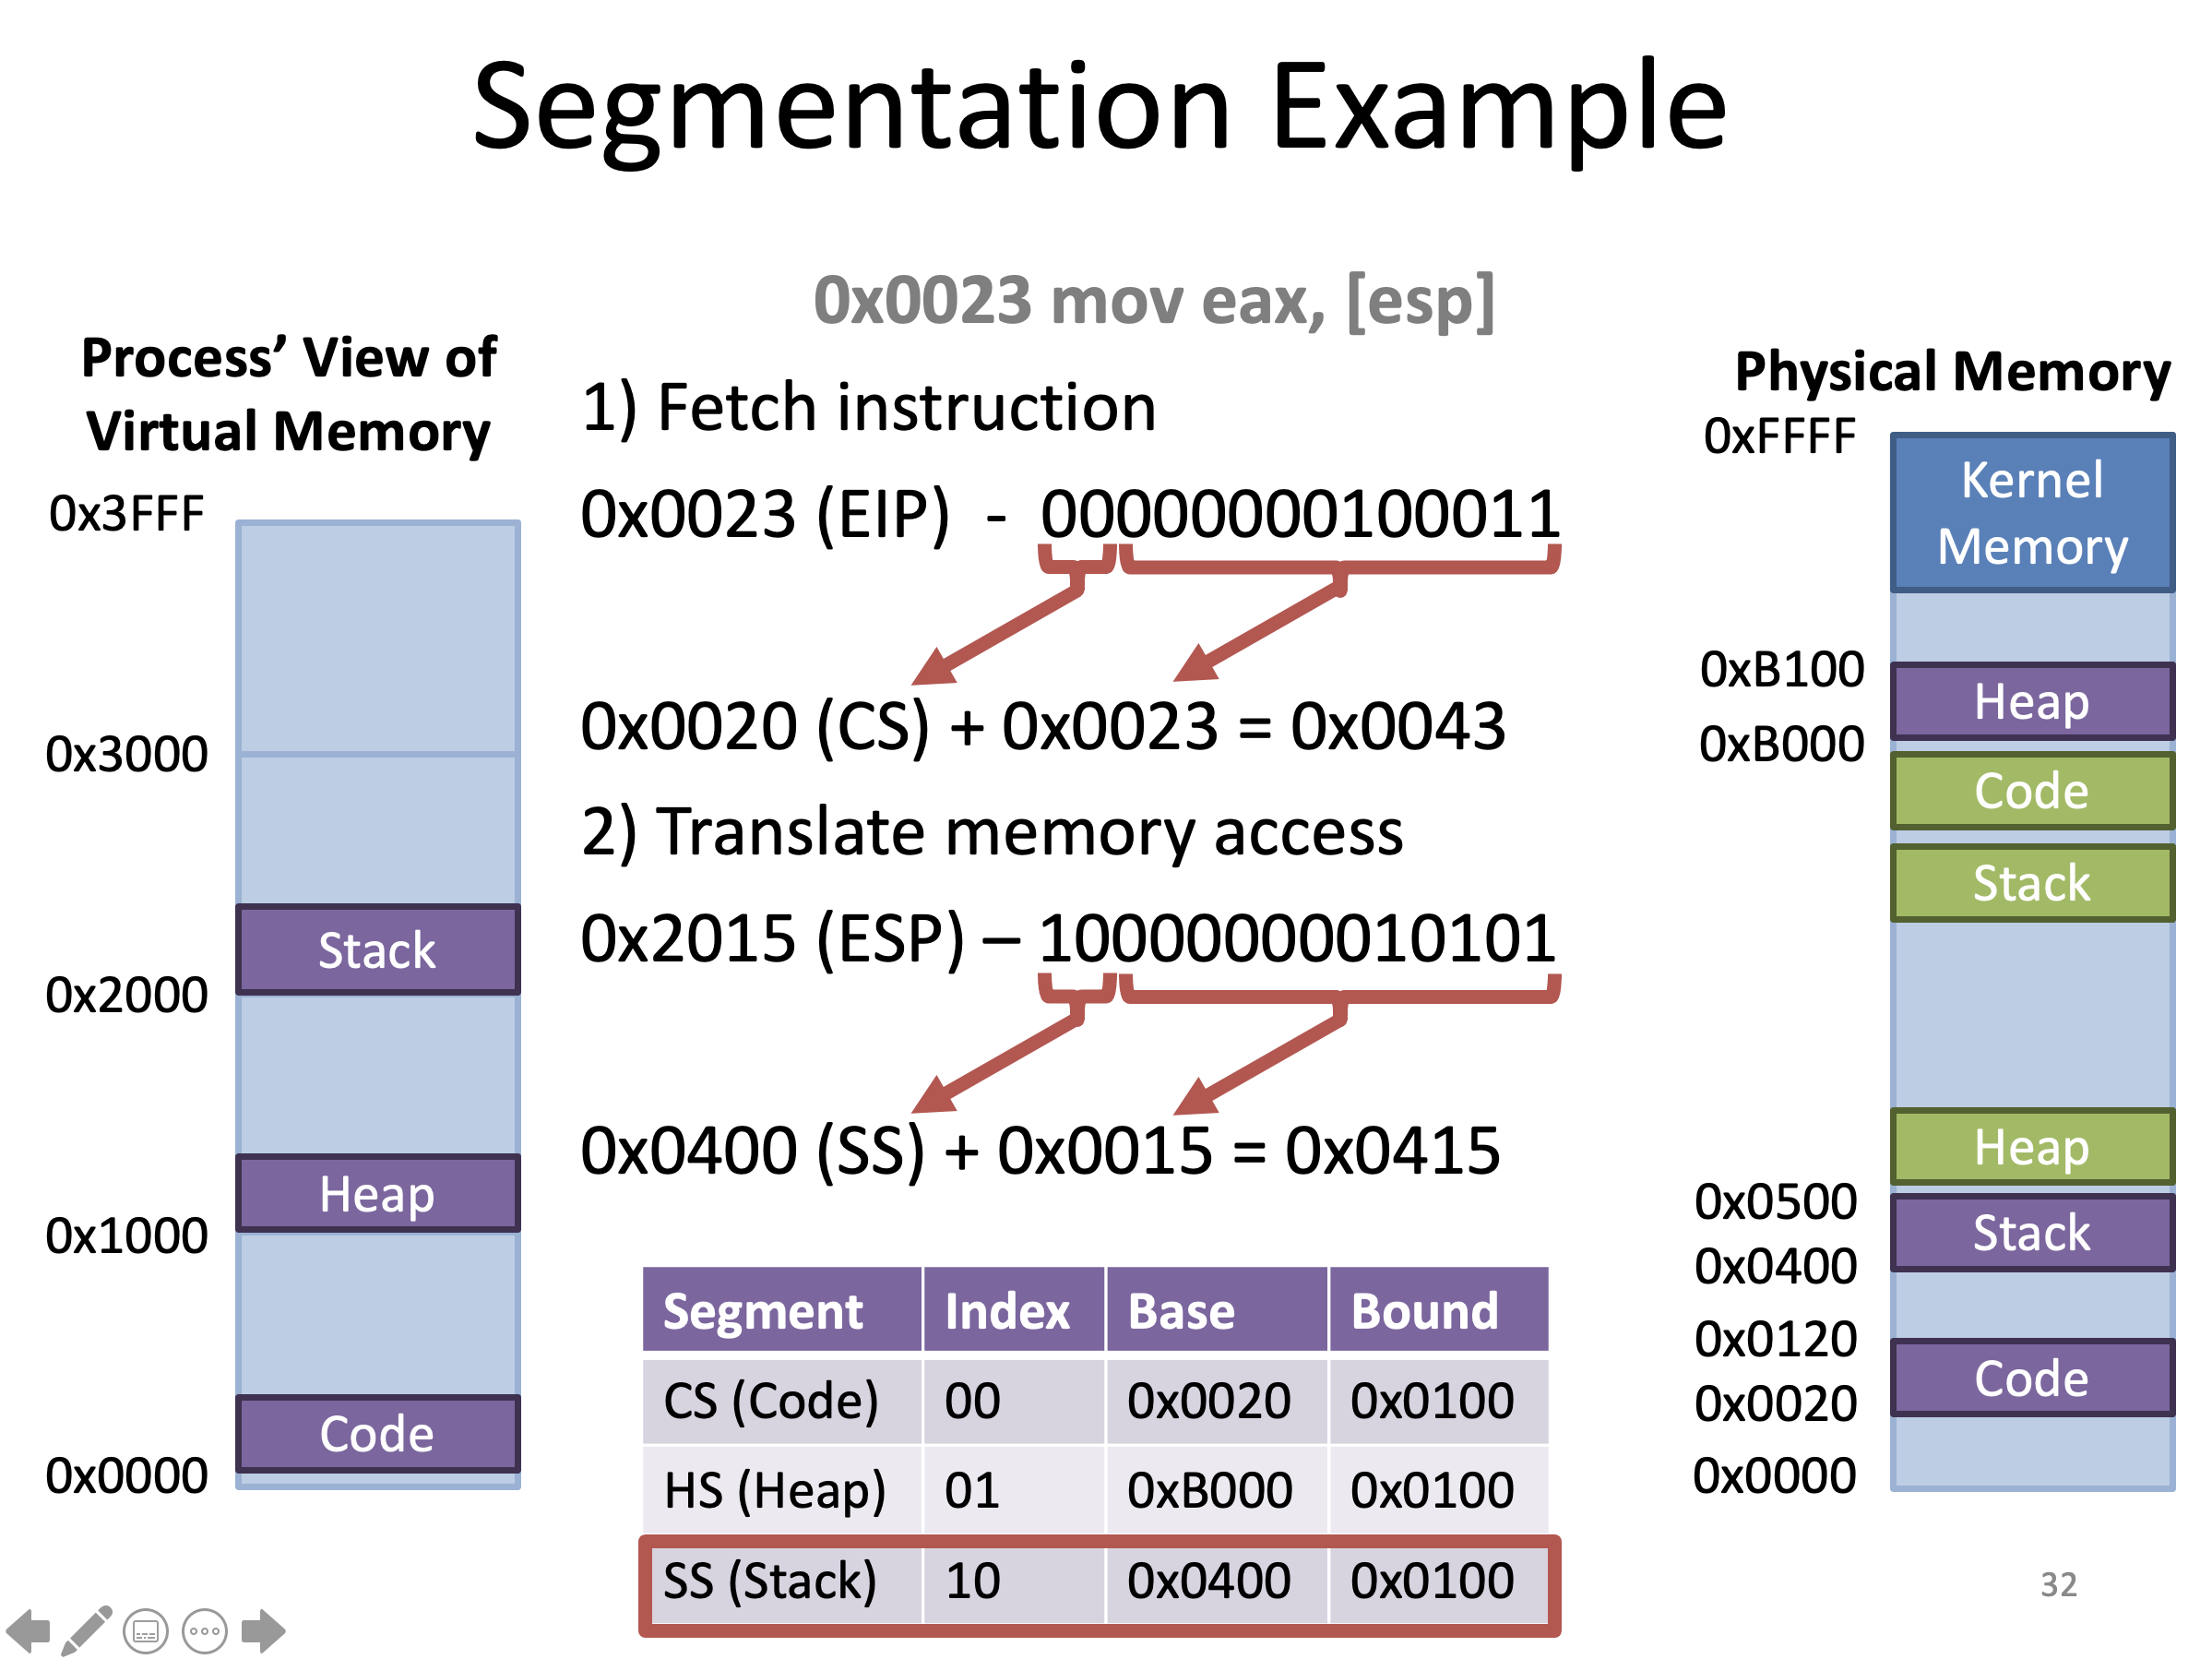 Segmentation Example
0x0023 mov eax, [esp]
Process’ View of
Virtual Memory
0x3FFF
0x3000
Stack
0x2000
Heap
0x1000
Code
0x0000
1) Fetch instruction
0x0023 (EIP) - 00000000100011
0x0020 (CS) + 0x0023 = 0x0043
2) Translate memory access
0x2015 (ESP) – 10000000010101
0x0400 (SS) + 0x0015 = 0x0415
Segment Index Base Bound
CS (Code) 00 0x0020 0x0100
HS (Heap) 01 0xB000 0x0100
SS (Stack) 10 0x0400 0x0100
Physical Memory
0xFFFF
Kernel
Memory
0xB100
Heap
0xB000
Code
Stack
Heap
0x0500
Stack
0x0400
0x0120
Code
0x0020
0x0000
32